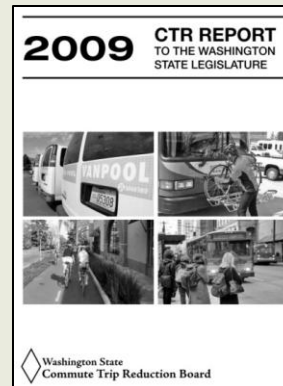 2009
CTR REPORT
TO THE WASHINGTON
STATE LEGISLATURE
VANPOOL
Washington State
Commute Trip Reduction Board